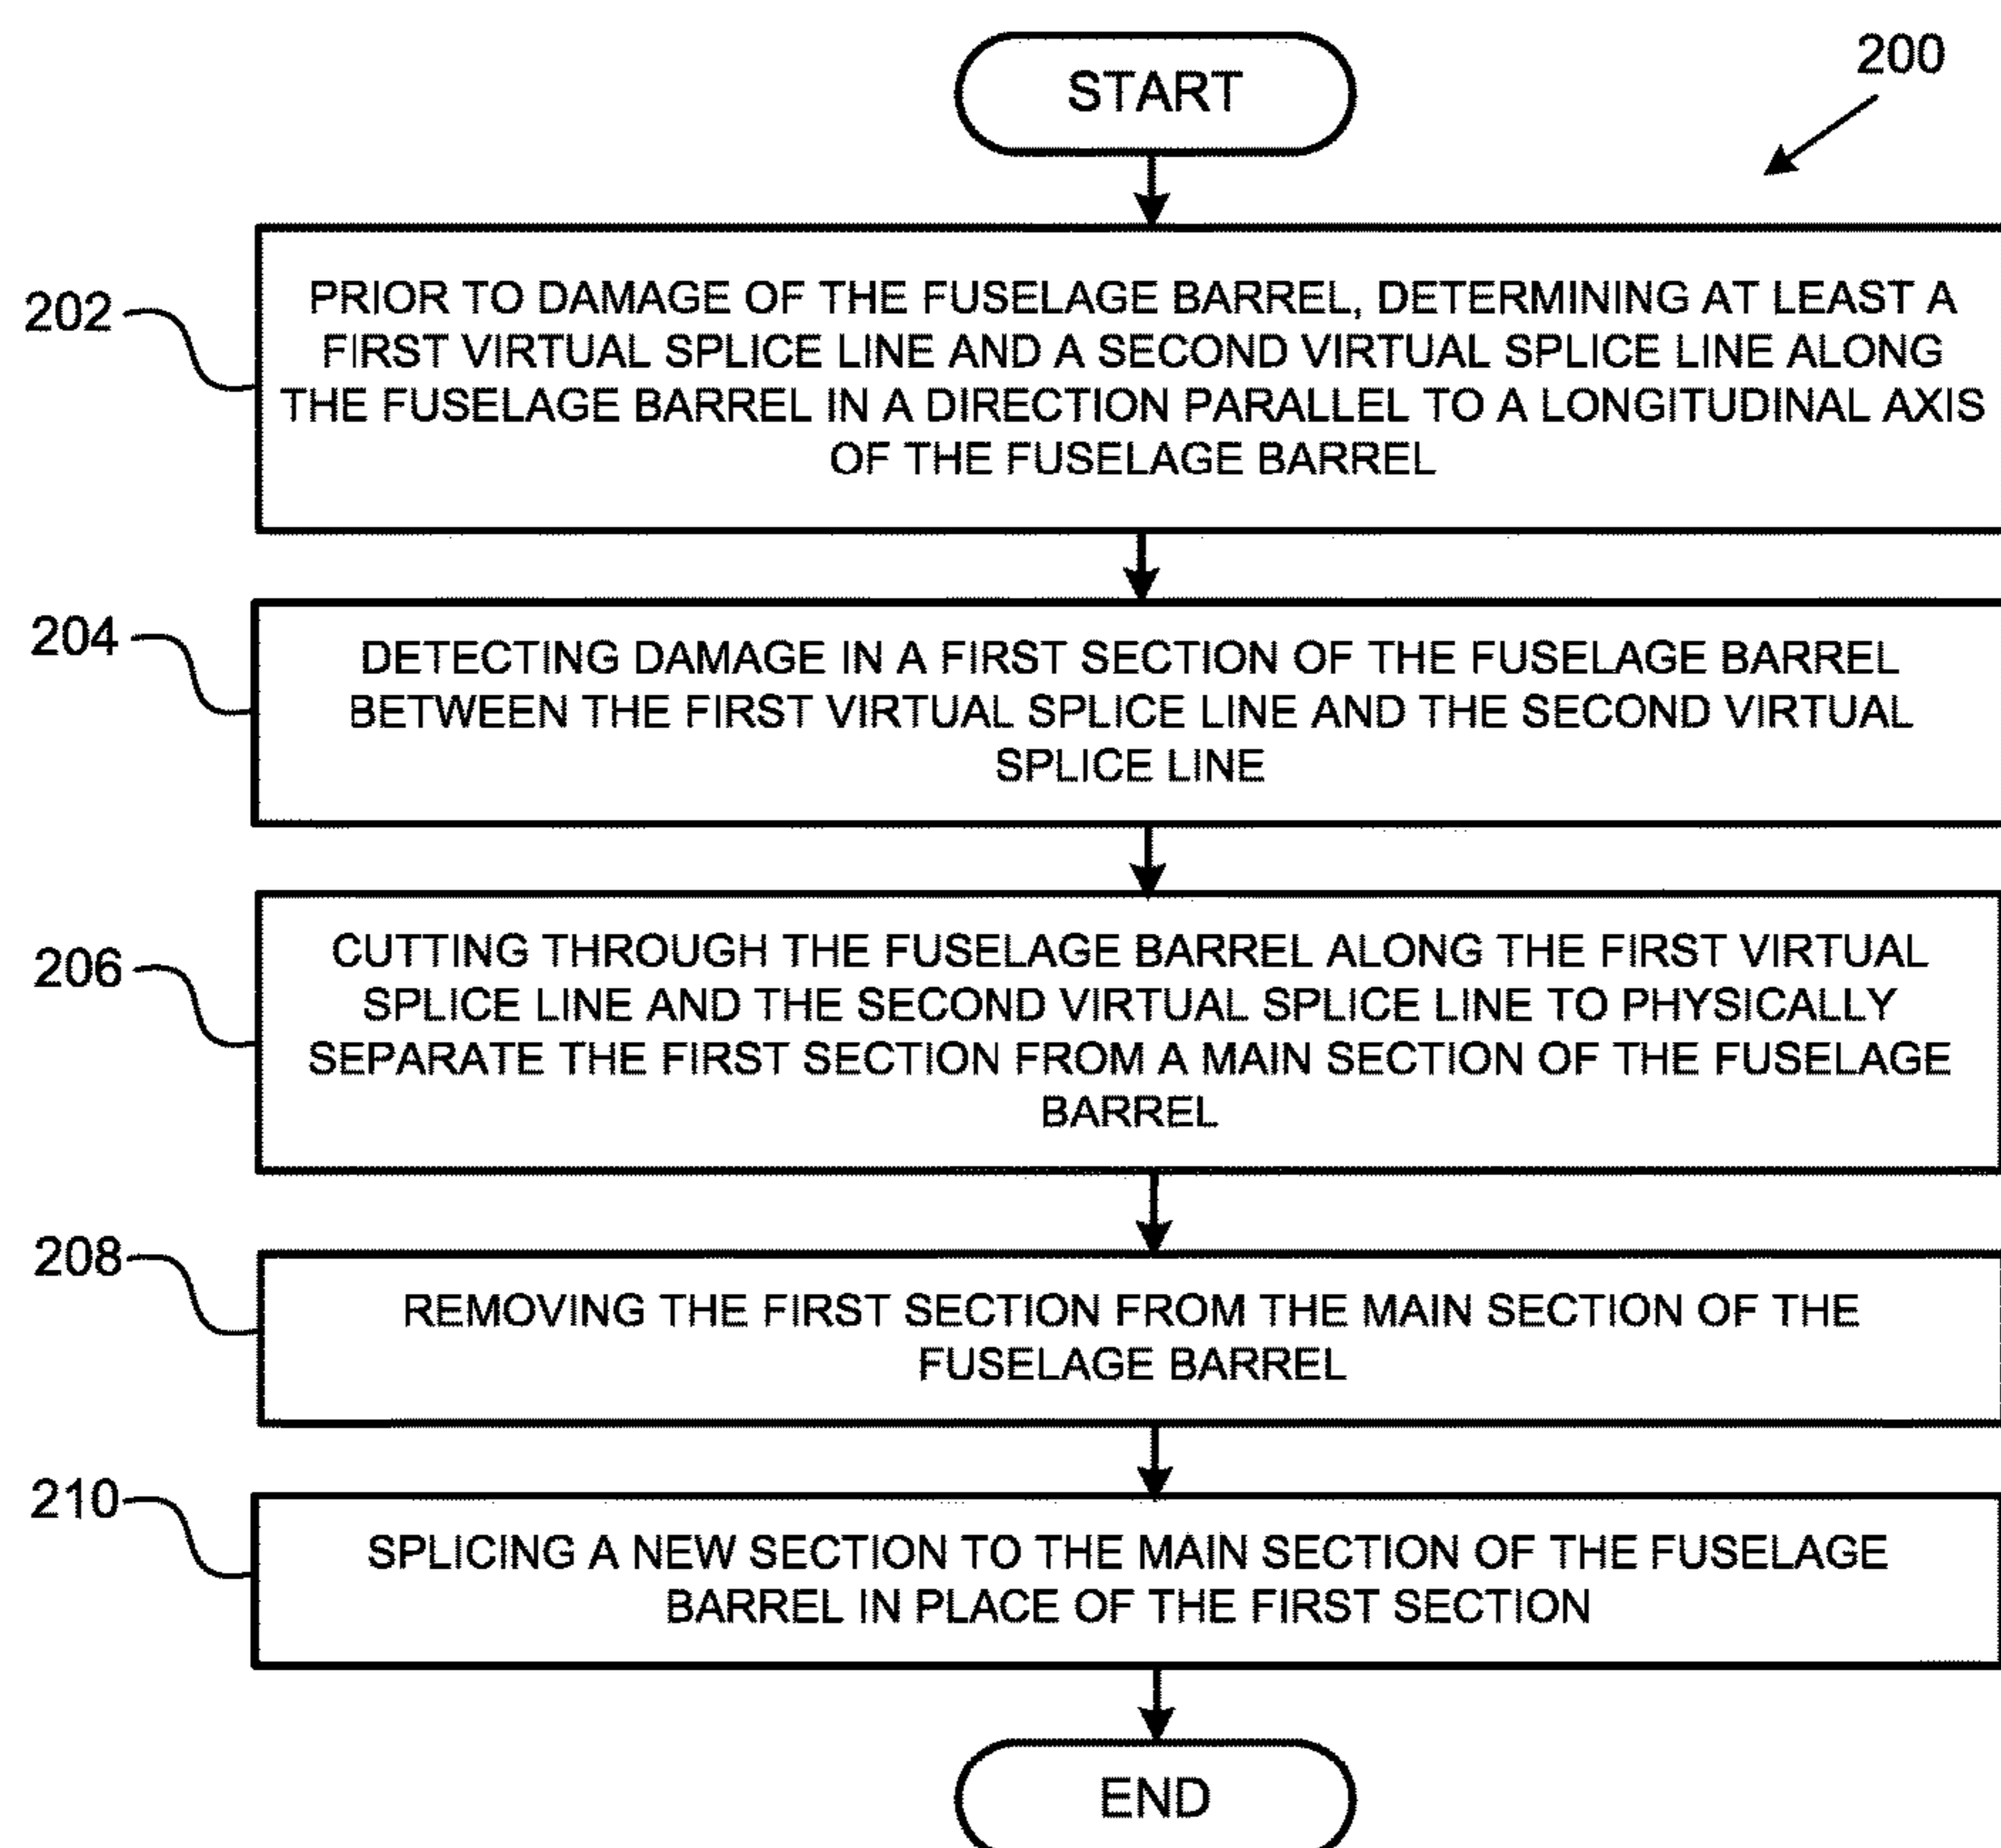 START
200
202
PRIOR TO DAMAGE OF THE FUSELAGE BARREL, DETERMINING AT LEAST A
FIRST VIRTUAL SPLICE LINE AND A SECOND VIRTUAL SPLICE LINE ALONG
THE FUSELAGE BARREL IN A DIRECTION PARALLEL TO A LONGITUDINAL AXIS
OF THE FUSELAGE BARREL
204
DETECTING DAMAGE IN A FIRST SECTION OF THE FUSELAGE BARREL
BETWEEN THE FIRST VIRTUAL SPLICE LINE AND THE SECOND VIRTUAL
SPLICE LINE
206
CUTTING THROUGH THE FUSELAGE BARREL ALONG THE FIRST VIRTUAL
SPLICE LINE AND THE SECOND VIRTUAL SPLICE LINE TO PHYSICALLY
SEPARATE THE FIRST SECTION FROM A MAIN SECTION OF THE FUSELAGE
BARREL
208
REMOVING THE FIRST SECTION FROM THE MAIN SECTION OF THE
FUSELAGE BARREL
210
SPLICING A NEW SECTION TO THE MAIN SECTION OF THE FUSELAGE
BARREL IN PLACE OF THE FIRST SECTION
END